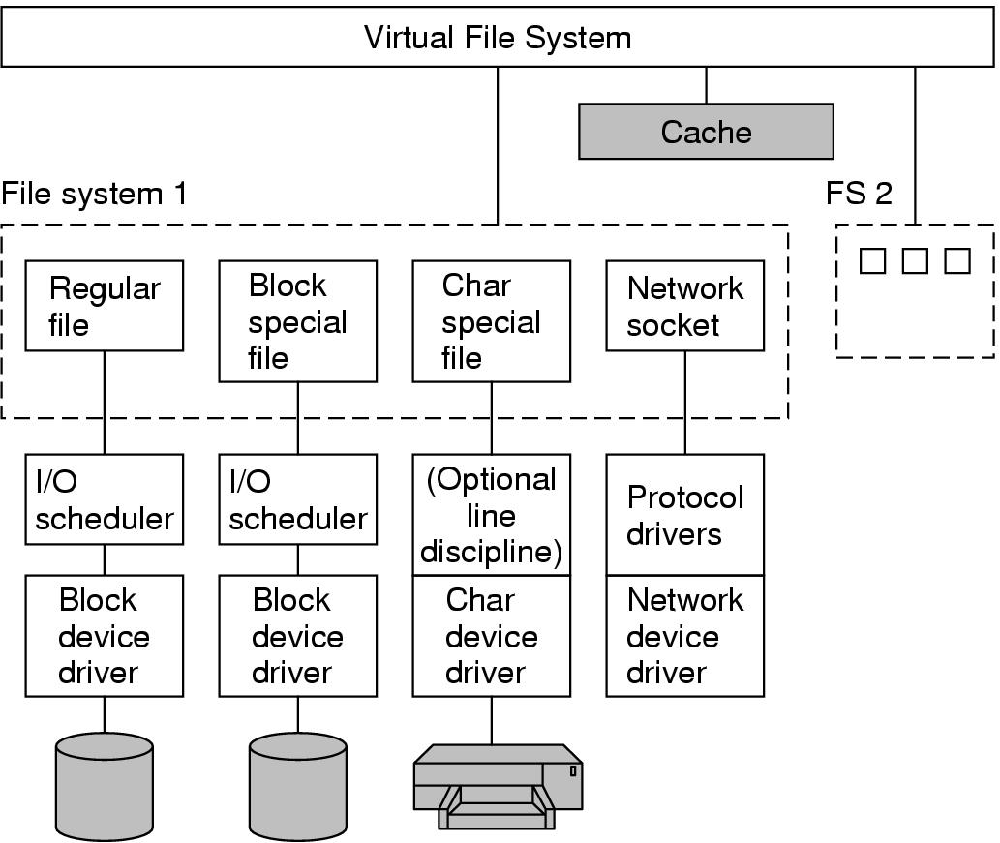 Virtual File System
Cache
File system 1
FS 2
Regular
file
Block
special
file
Char
special
file
Network
socket
I/O
scheduler
I/O
scheduler
(Optional
line
discipline)
Protocol
drivers
Block
device
driver
Block
device
driver
Char
device
driver
Network
device
driver